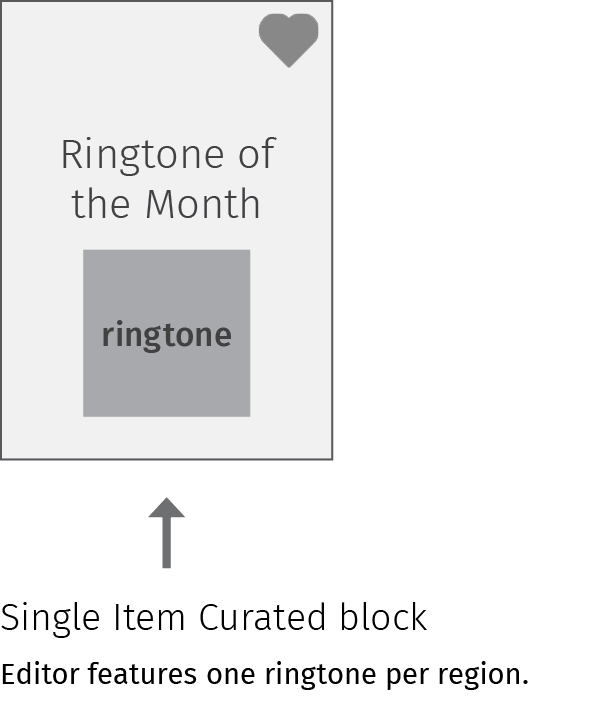 Ringtone of
the Month
ringtone
Single Item Curated block
Editor features one ringtone per region.